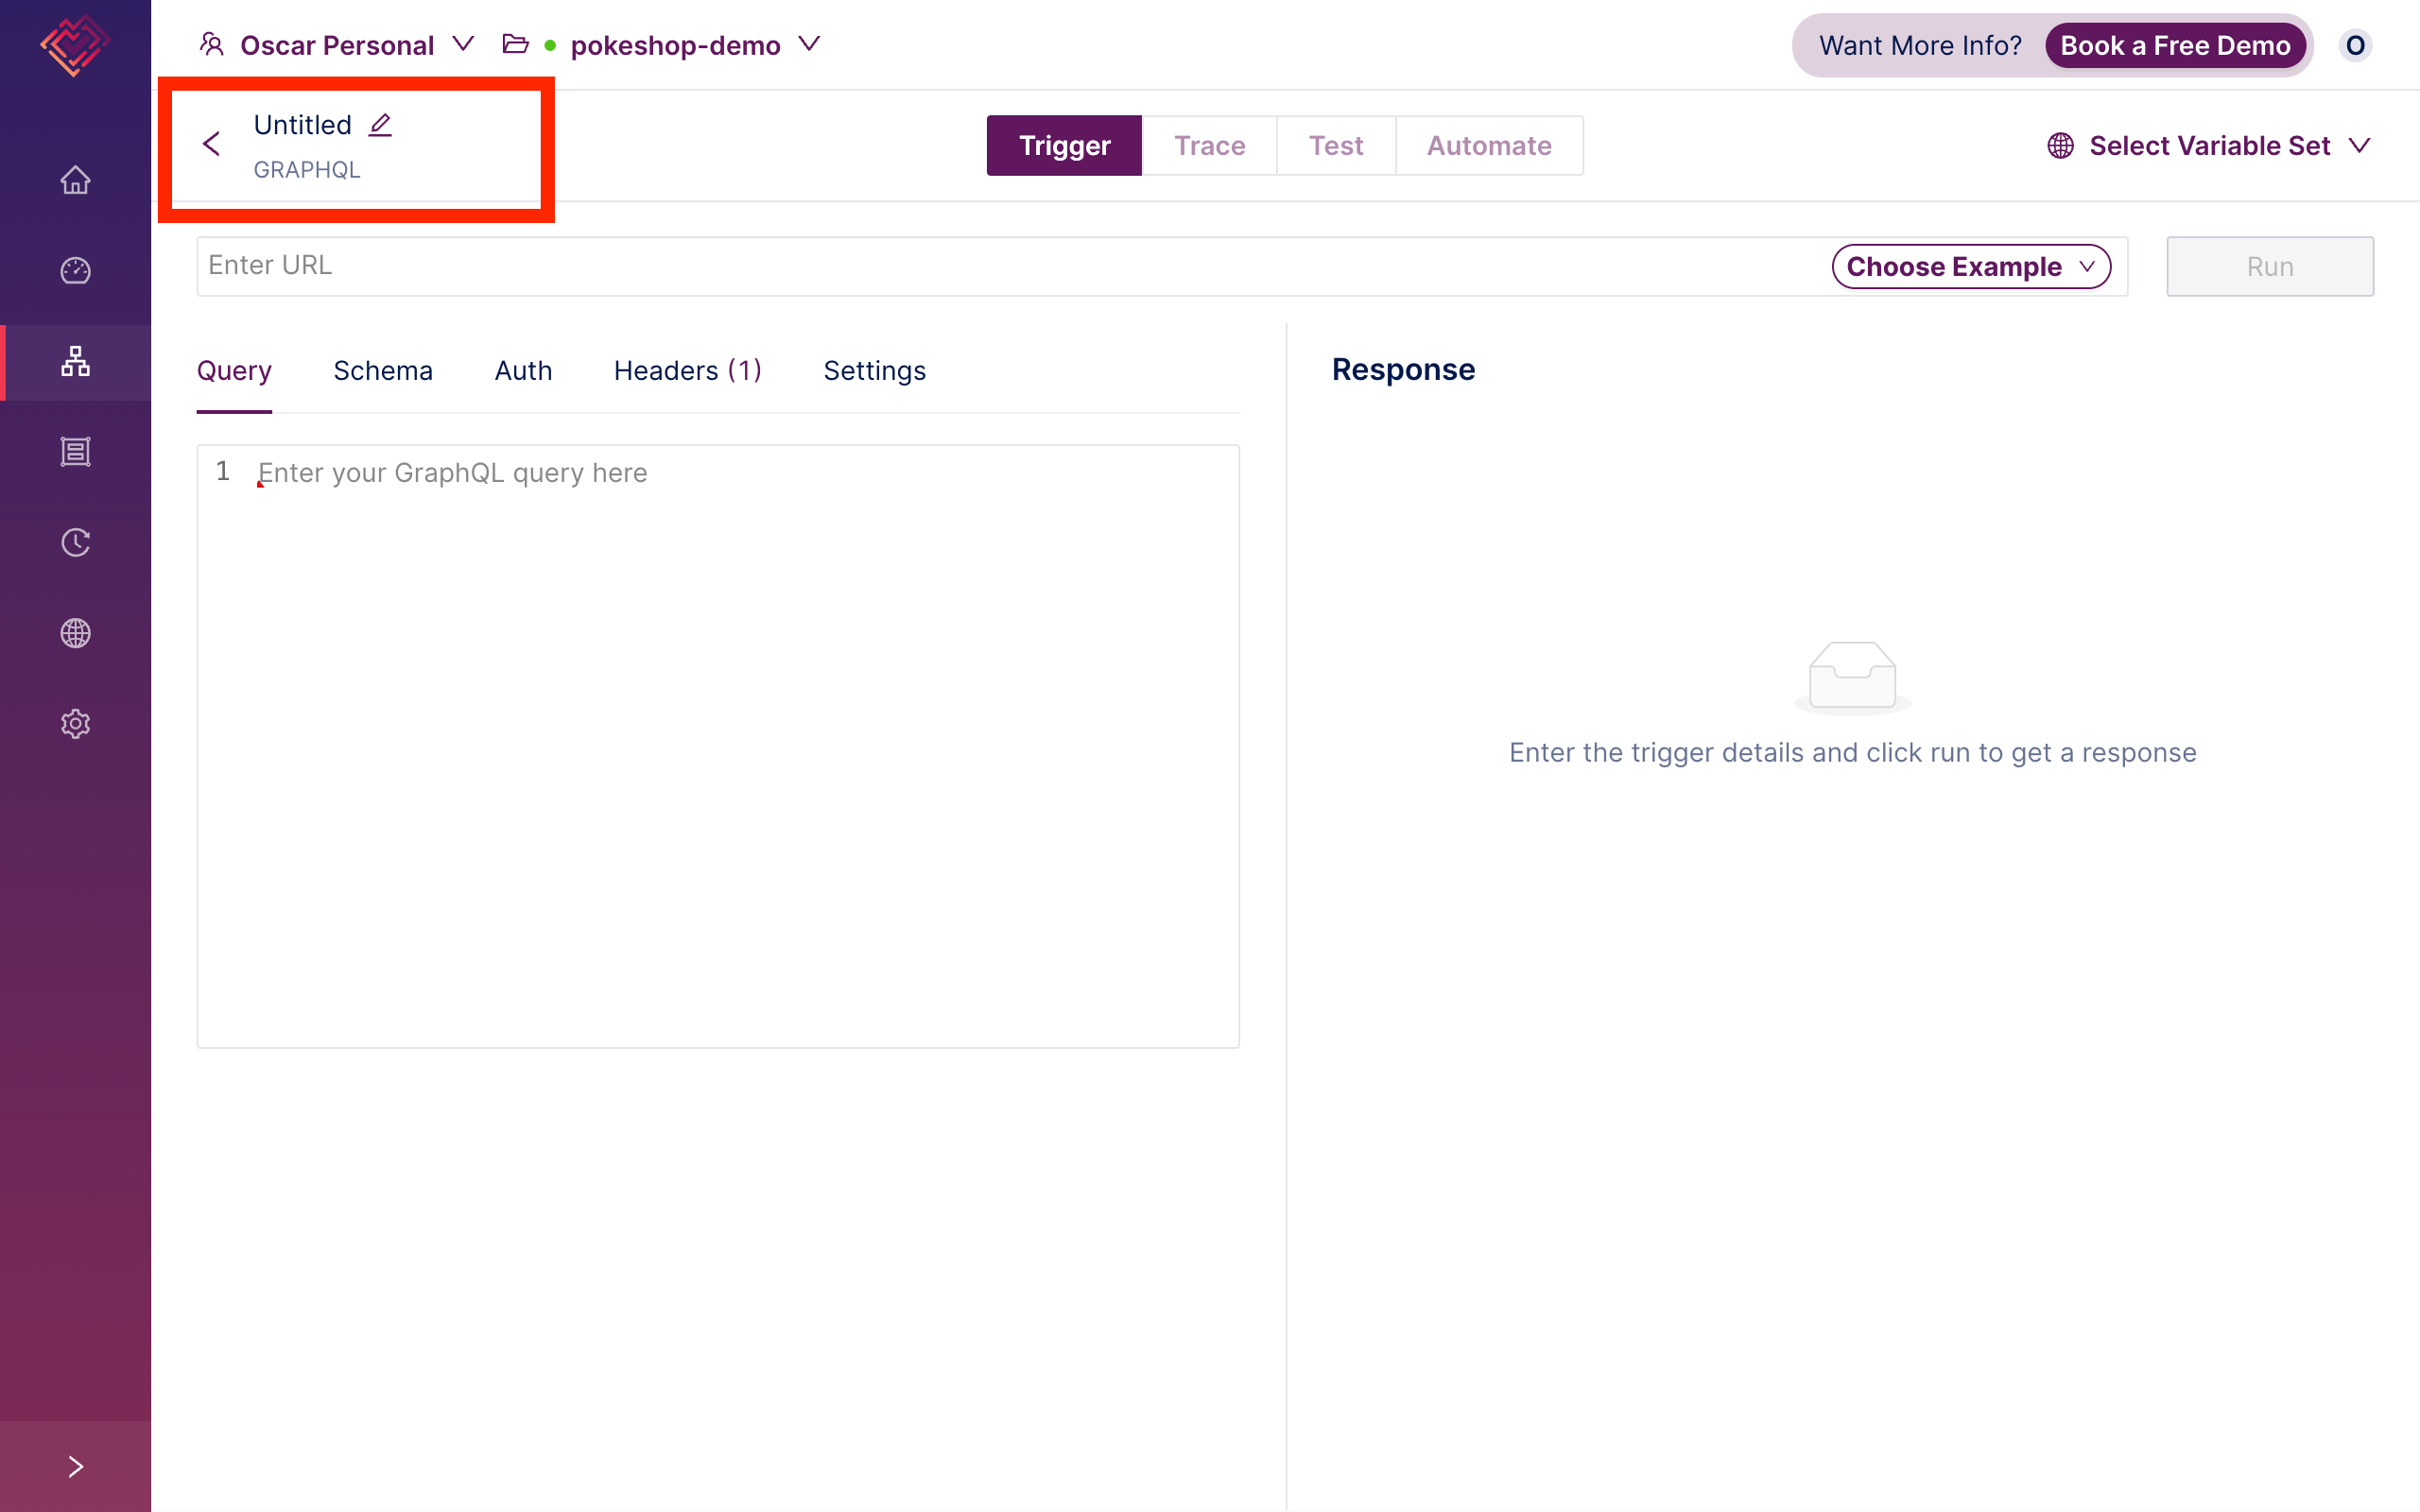 Oscar Personal
pokeshop-demo
Want More Info?
Book a Free Demo
O
Untitled
GRAPHQL
Trigger
Trace
Test
Automate
Select Variable Set
Enter URL
Choose Example
Run
Query
Schema
Auth
Headers (1)
Settings
1
Enter your GraphQL query here
Response
Enter the trigger details and click run to get a response